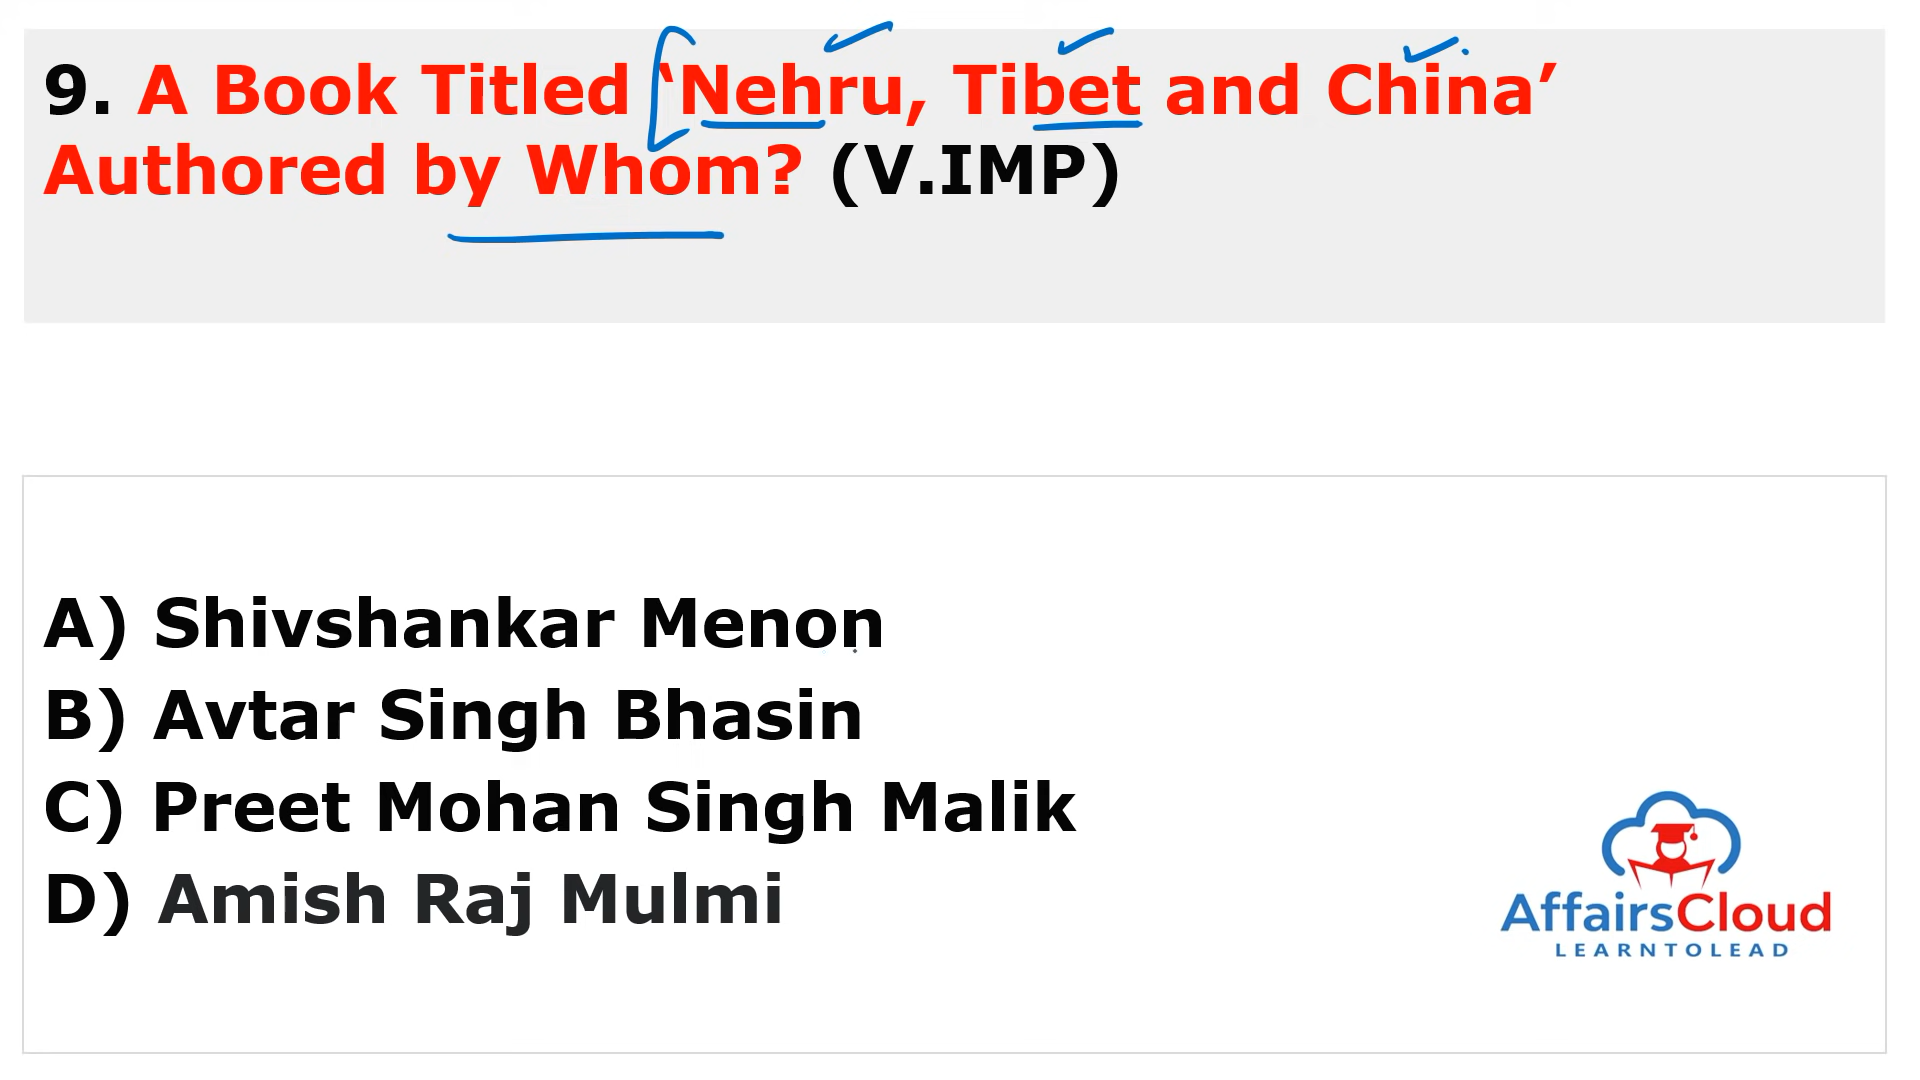 9. A Book Titled ‘Nehru, Tibet and China’
Authored by Whom? (V.IMP)
A) Shivshankar Menon
B) Avtar Singh Bhasin
C) Preet Mohan Singh Malik
D) Amish Raj Mulmi
AffairsCloud
LEARNTOLEAD